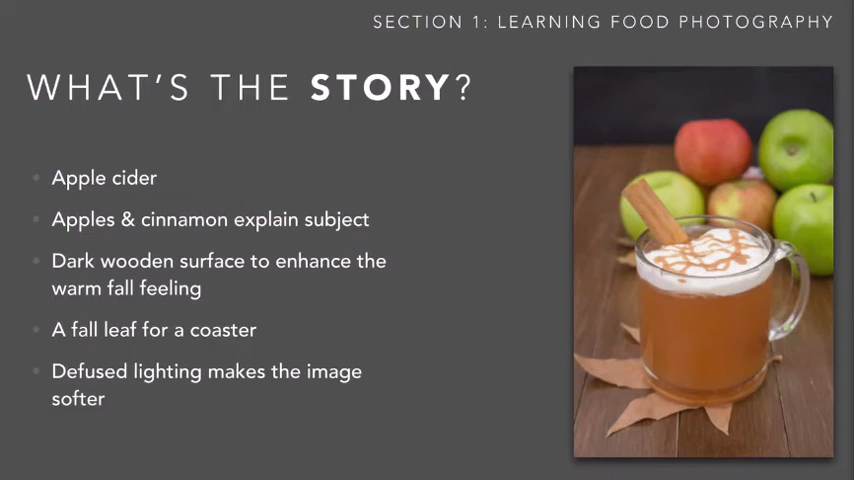 SECTION 1: LEARNING FOOD PHOTOGRAPHY
WHAT'S THE STORY?
Apple cider
Apples & cinnamon explain subject
Dark wooden surface to enhance the
warm fall feeling
A fall leaf for a coaster
Defused lighting makes the image
softer